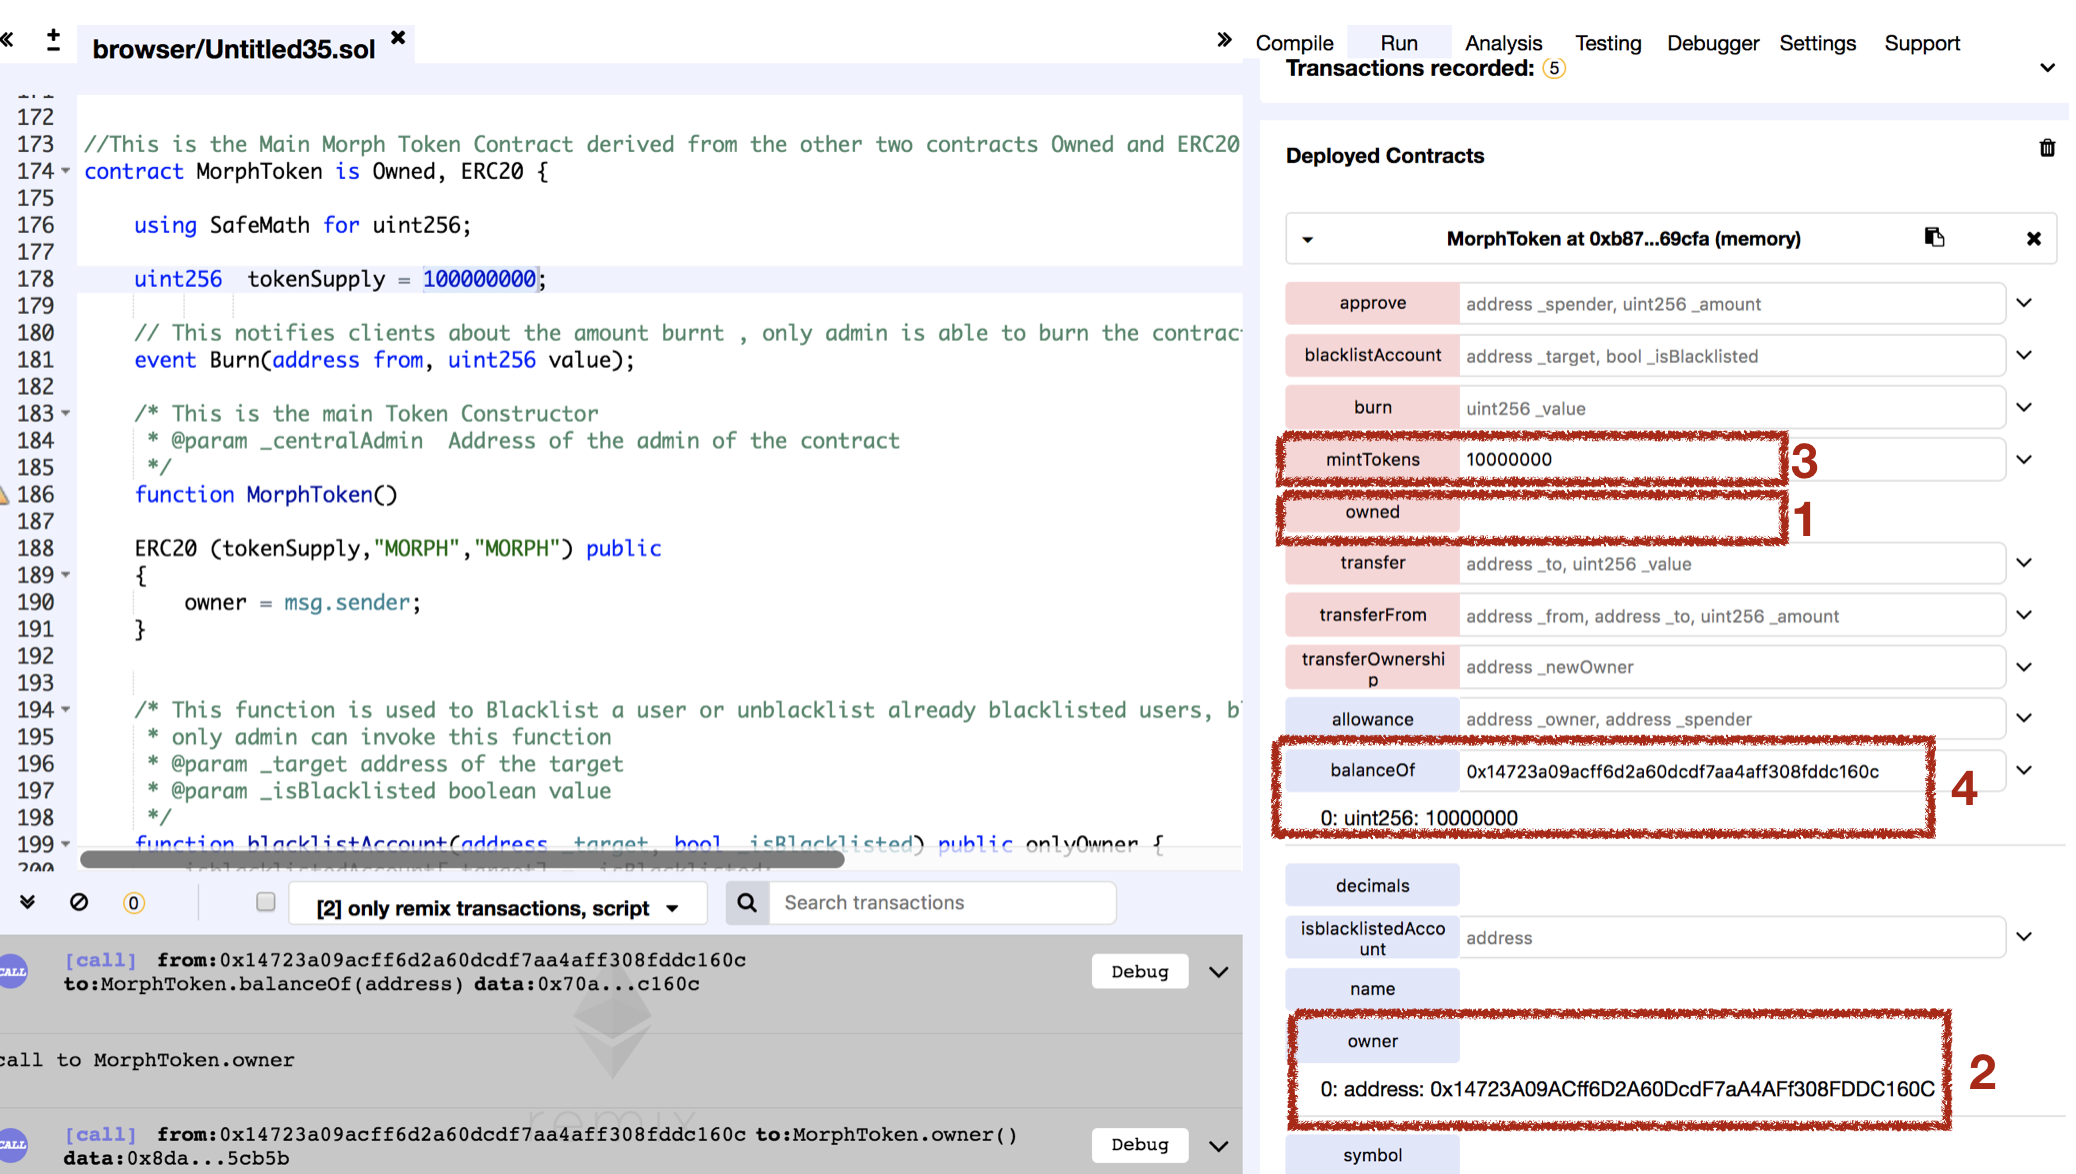 browser/Untitled35.sol
172
173 //This is the Main Morph Token Contract derived from the other two contracts Owned and ERC20
174 contract MorphToken is Owned, ERC20 {
175
176 using SafeMath for uint256;
177
178 uint256  tokenSupply = 100000000;
179
180 // This notifies clients about the amount burnt , only admin is able to burn the contrac
181 event Burn(address from, uint256 value);
182
183 /* This is the main Token Constructor
184 * @param _centralAdmin  Address of the admin of the contract
185 */
186 function MorphToken()
187
188 ERC20 (tokenSupply,"MORPH","MORPH") public
189 {
190 owner = msg.sender;
191 }
192
193
194 /* This function is used to Blacklist a user or unblacklist already blacklisted users, b
195 * only admin can invoke this function
196 * @param _target address of the target
197 * @param _isBlacklisted boolean value
198 */
199 function blacklistAccount(address _target, bool _isBlacklisted) public onlyOwner {
200
0 [2] only remix transactions, script Search transactions
CALL [call] from:0x14723a09acff6d2a60dcdf7aa4aff308fddc160c
to:MorphToken.balanceOf(address) data:0x70a...c160c
Debug
call to MorphToken.owner
remix
CALL [call] from:0x14723a09acff6d2a60dcdf7aa4aff308fddc160c to:MorphToken.owner()
data:0x8da...5cb5b
Debug
Compile Run Analysis Testing Debugger Settings Support
Transactions recorded: 5
Deployed Contracts
MorphToken at 0xb87...69cfa (memory)
approve address _spender, uint256 _amount
blacklistAccount address _target, bool _isBlacklisted
burn uint256 _value
mintTokens 10000000 3
owned 1
transfer address _to, uint256 _value
transferFrom address _from, address _to, uint256 _amount
transferOwnershi
p
address _newOwner
allowance address _owner, address _spender
balanceOf 0x14723a09acff6d2a60dcdf7aa4aff308fddc160c 4
0: uint256: 10000000
decimals
isblacklistedAcco
unt
address
name
owner
0: address: 0x14723A09ACff6D2A60DcdF7aA4AFf308FDDC160C 2
symbol